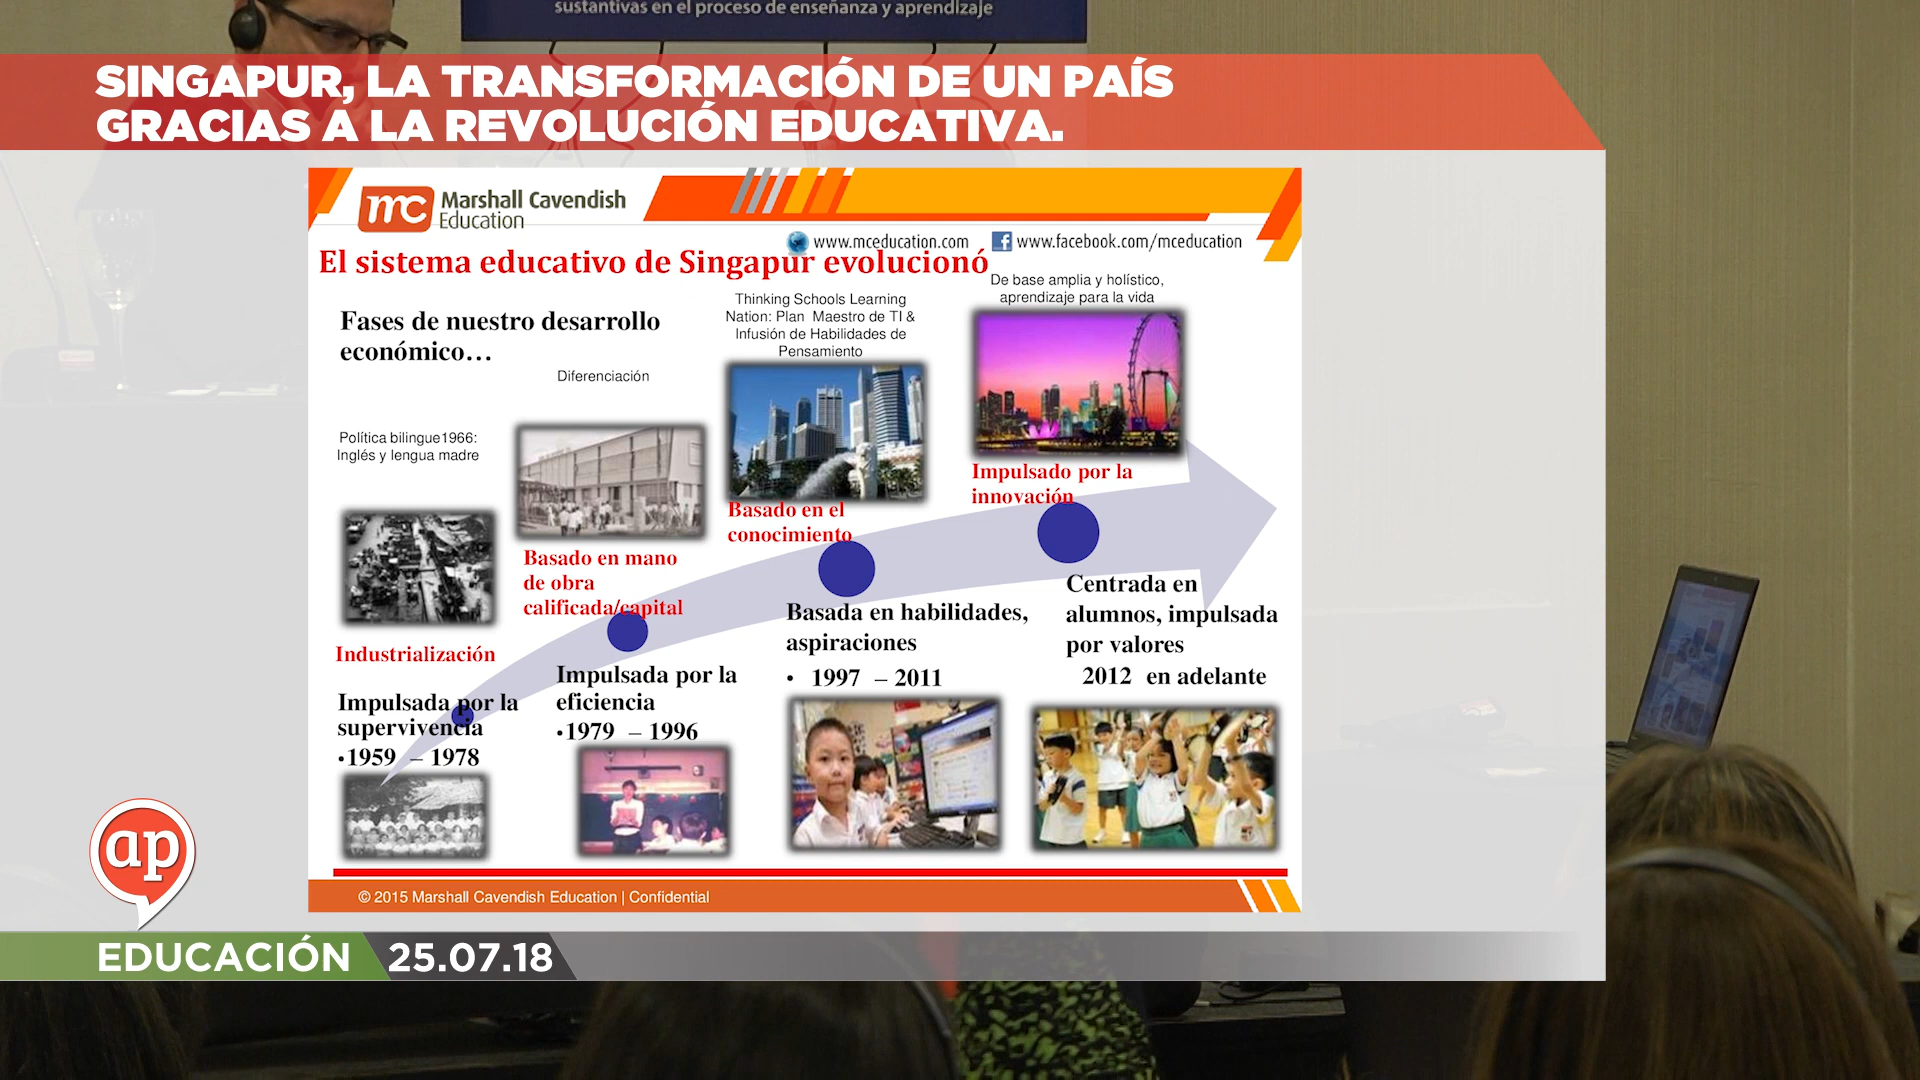 sustantivas en el proceso de enseñanza y aprendizaje
SINGAPUR, LA TRANSFORMACIÓN DE UN PAÍS
GRACIAS A LA REVOLUCIÓN EDUCATIVA.
mc
Marshall Cavendish
Education
www.mceducation.com
www.facebook.com/mceducation
El sistema educativo de Singapur evolucionó
Fases de nuestro desarrollo
económico…
Política bilingue1966:
Inglés y lengua madre
Industrialización
Impulsada por la
supervivencia
•1959 – 1978
Diferenciación
Basado en mano
de obra
calificada/capital
Impulsada por la
eficiencia
•1979 – 1996
Thinking Schools Learning
Nation: Plan Maestro de TI &
Infusión de Habilidades de
Pensamiento
Basado en el
conocimiento
Basada en habilidades,
aspiraciones
• 1997 – 2011
De base amplia y holístico,
aprendizaje para la vida
Impulsado por la
innovación
Centrada en
alumnos, impulsada
por valores
2012 en adelante
© 2015 Marshall Cavendish Education | Confidential
ap
EDUCACIÓN 25.07.18